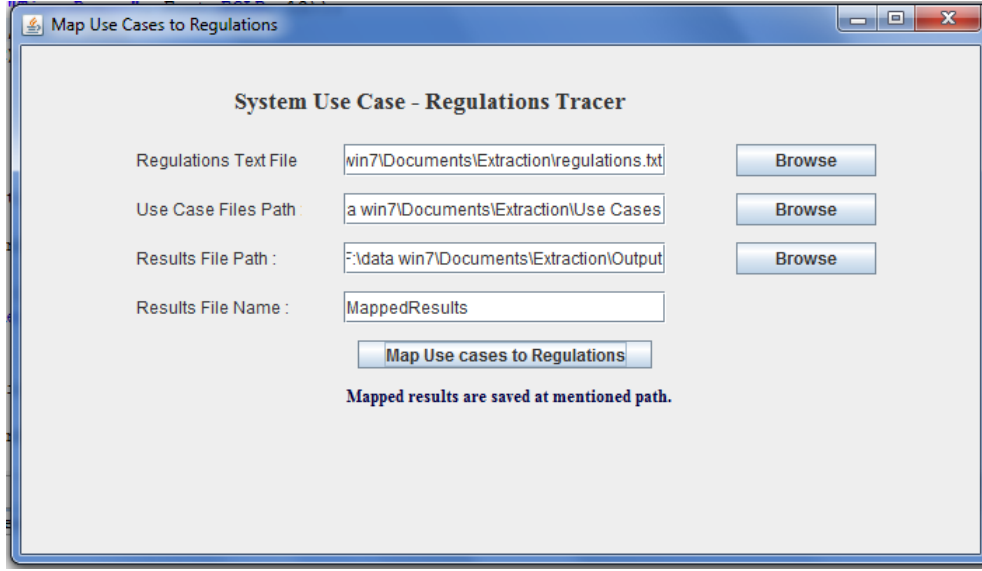 Map Use Cases to Regulations
System Use Case - Regulations Tracer
Regulations Text File win7\Documents\Extraction\regulations.txt Browse
Use Case Files Path a win7\Documents\Extraction\Use Cases Browse
Results File Path : F:\data win7\Documents\Extraction\Output Browse
Results File Name : MappedResults
Map Use cases to Regulations
Mapped results are saved at mentioned path.